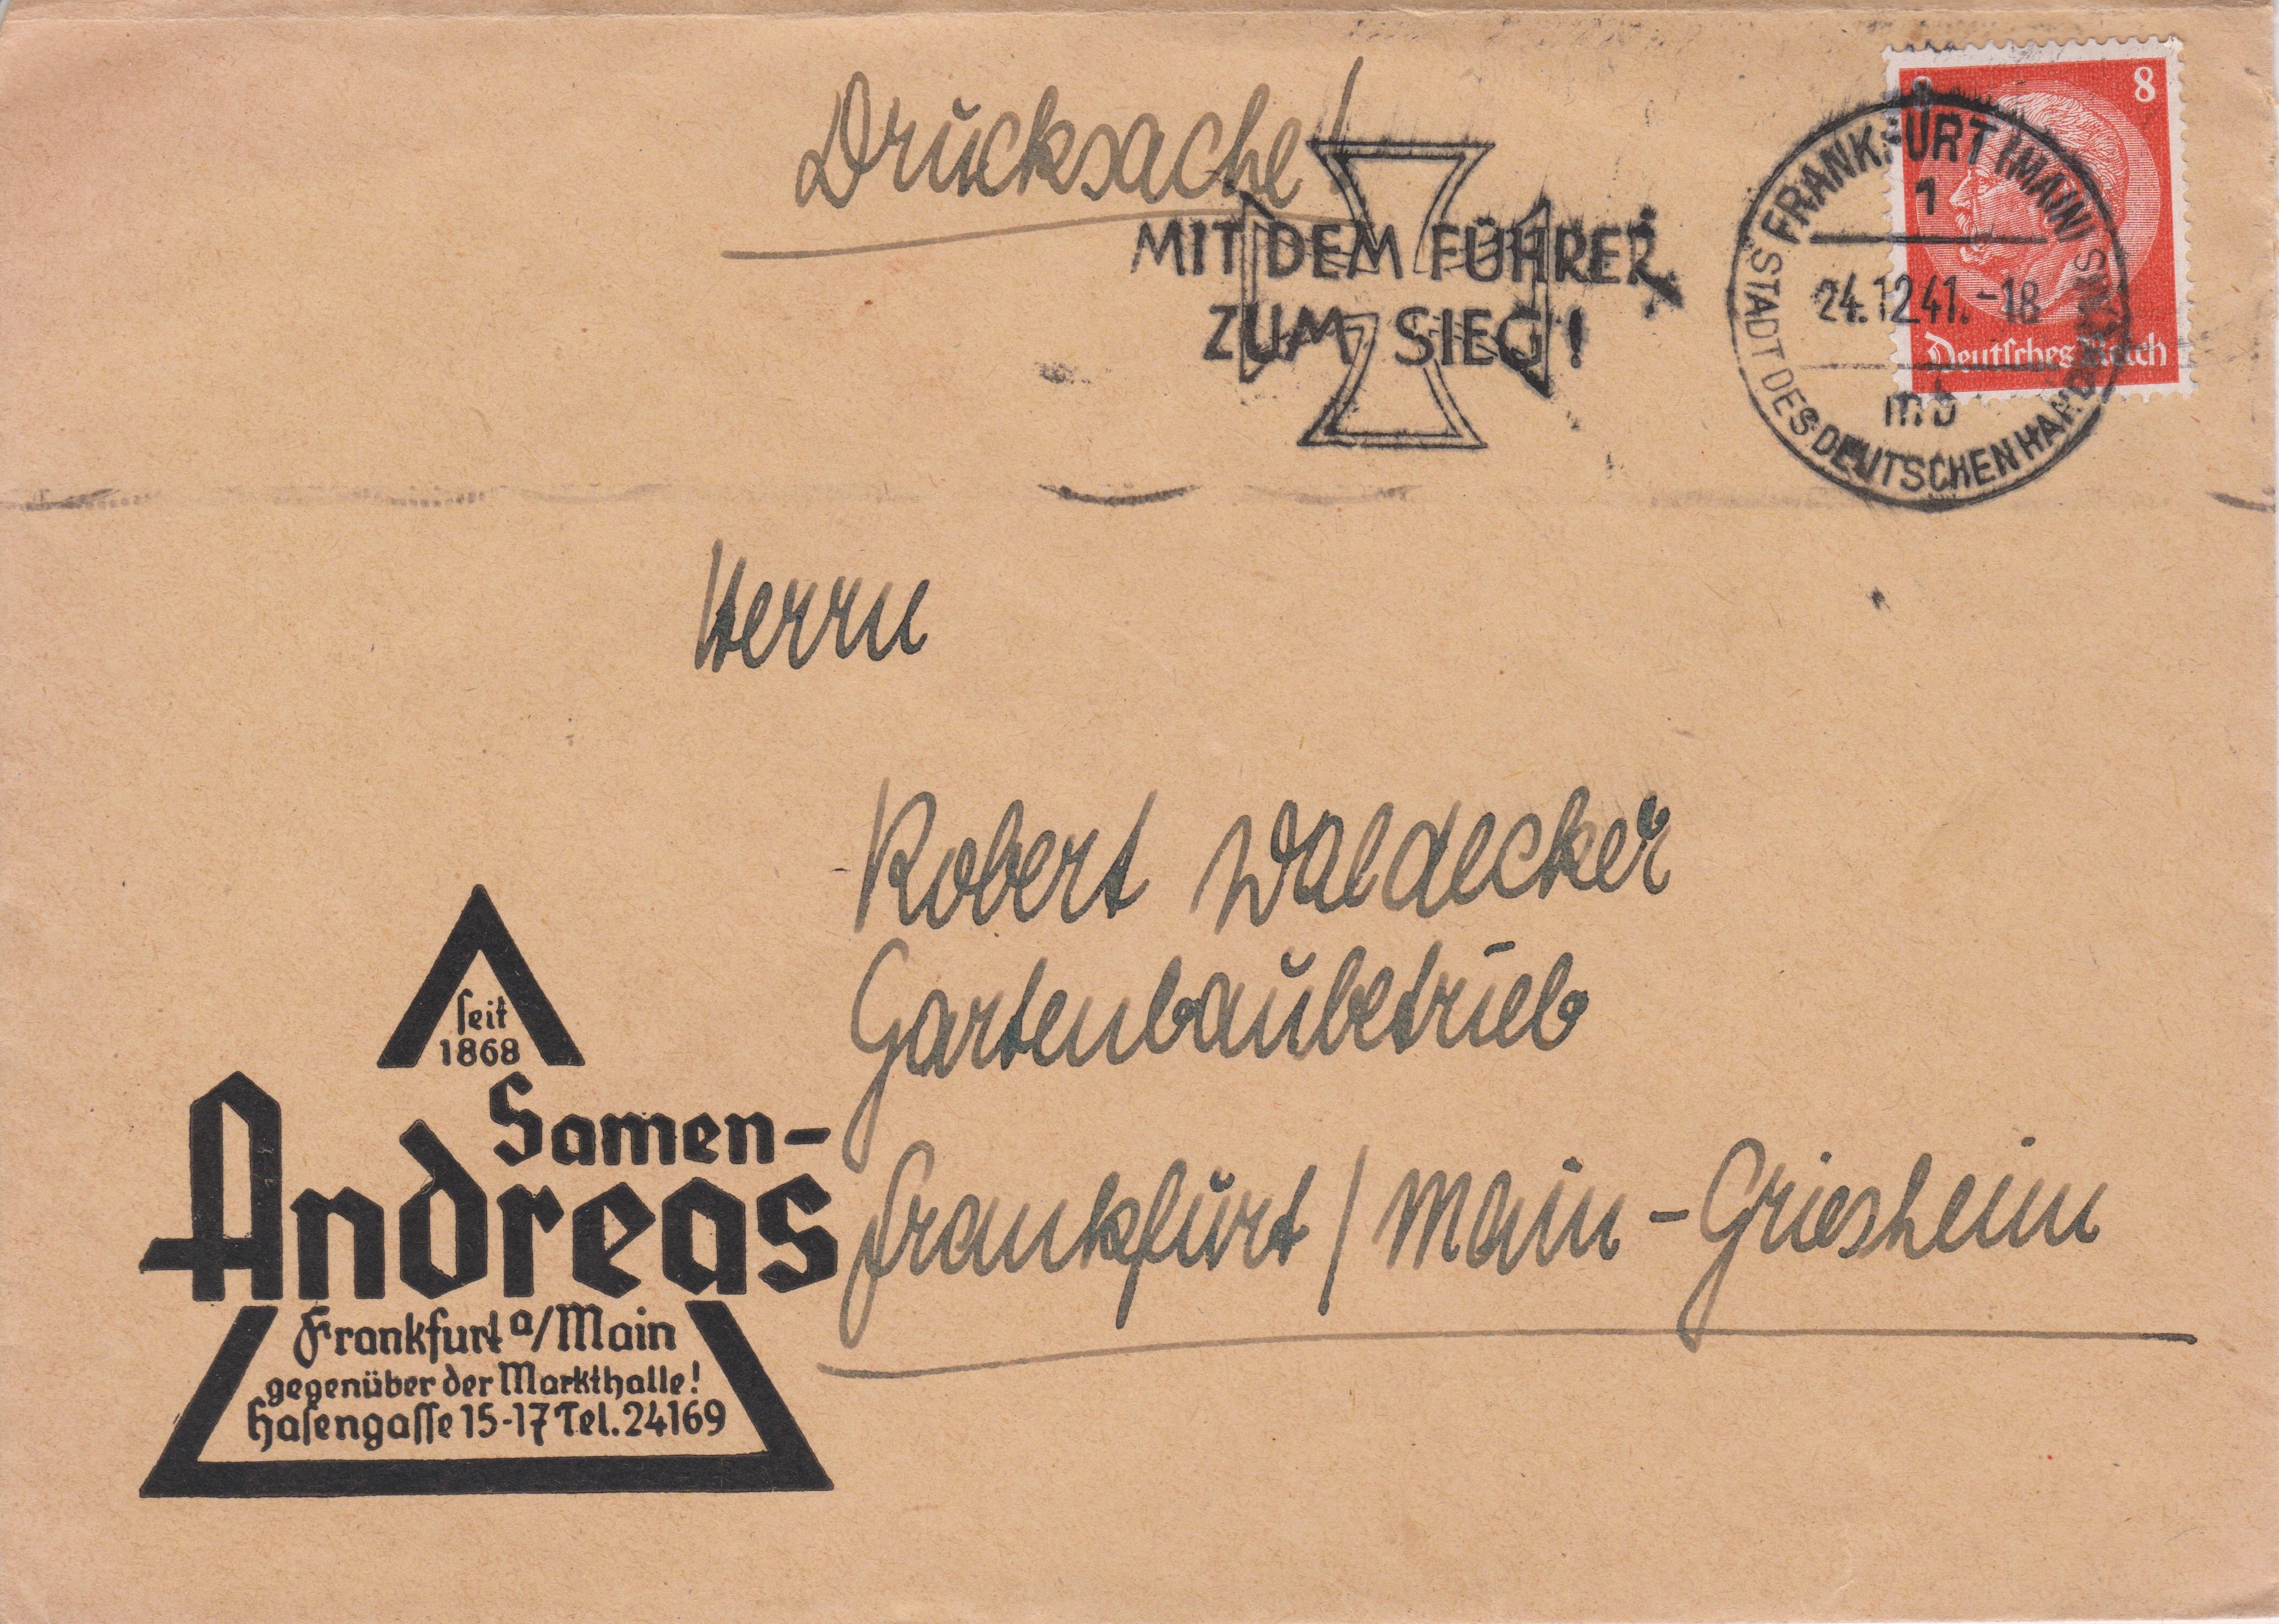 Drucksache!
MIT DEM FÜHRER
ZUM SIEG!
FRANKFURT (MAIN)
1
24.12.41.-18
mb
STADT DES DEUTSCHEN HANDWERKS
8
Deutsches Reich
Herrn
Robert Waldecker
Gartenbaubetrieb
Frankfurt/Main-Griesheim
seit
1868
Samen-
Andreas
Frankfurt a/Main
gegenüber der Markthalle!
Hasengasse 15-17 Tel. 24169